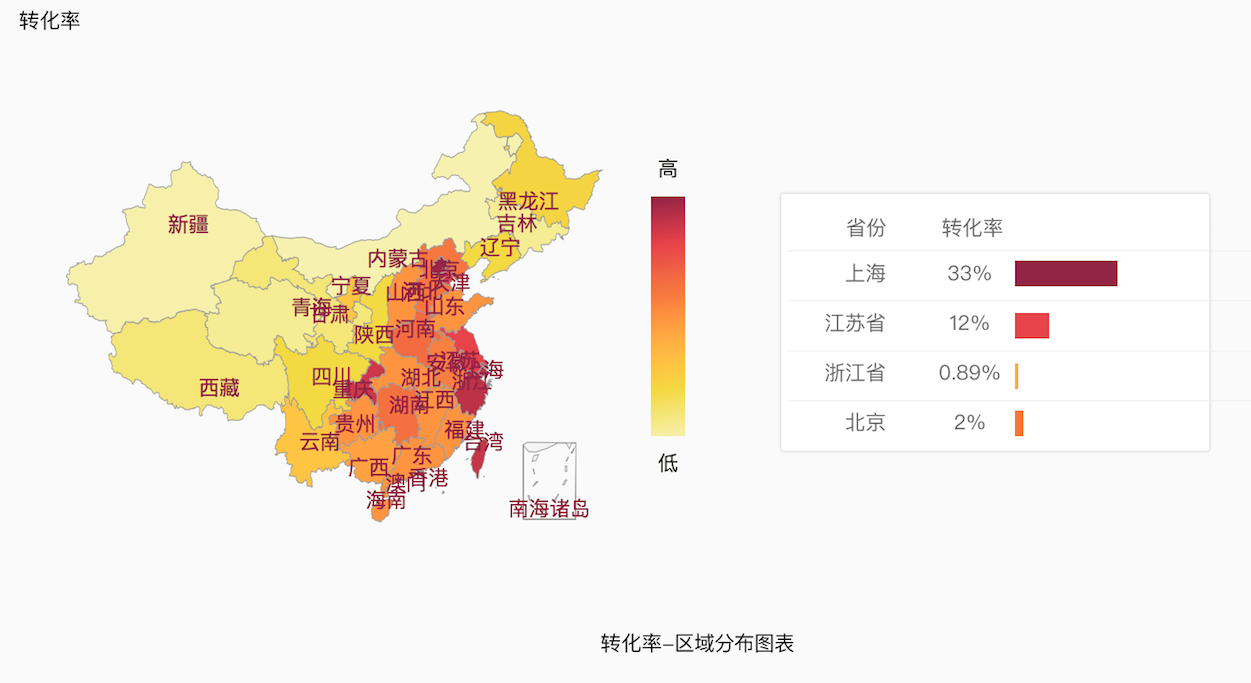 转化率
高
低
新疆
黑龙江
吉林
辽宁
内蒙古
北京
天津
宁夏
山西
河北
青海
甘肃
山东
陕西
河南
安徽
江苏
上海
四川
重庆
湖北
浙江
西藏
湖南
江西
贵州
福建
云南
台湾
广西
广东
香港
澳门
海南
南海诸岛
省份 转化率
上海 33%
江苏省 12%
浙江省 0.89%
北京 2%
转化率–区域分布图表